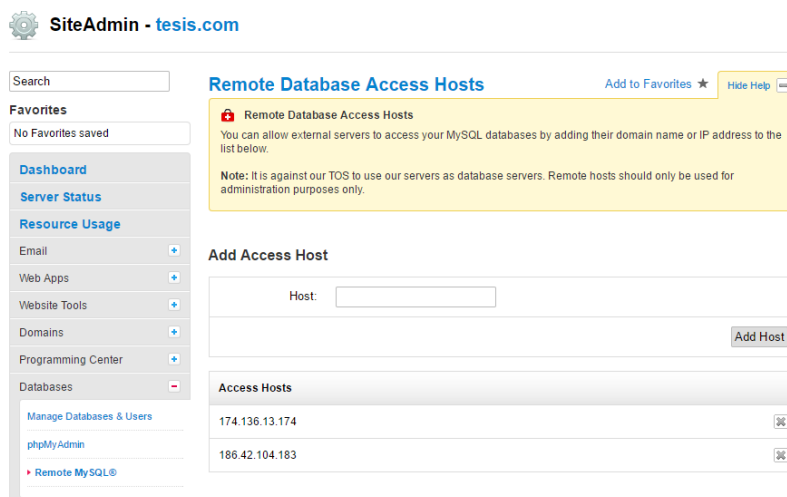 SiteAdmin - tesis.com
Search
Favorites
No Favorites saved
Dashboard
Server Status
Resource Usage
Email
Web Apps
Website Tools
Domains
Programming Center
Databases
Manage Databases & Users
phpMyAdmin
Remote MySQL®
Remote Database Access Hosts
Add to Favorites ★
Hide Help
Remote Database Access Hosts
You can allow external servers to access your MySQL databases by adding their domain name or IP address to the
list below.
Note: It is against our TOS to use our servers as database servers. Remote hosts should only be used for
administration purposes only.
Add Access Host
Host:
Add Host
Access Hosts
174.136.13.174
186.42.104.183